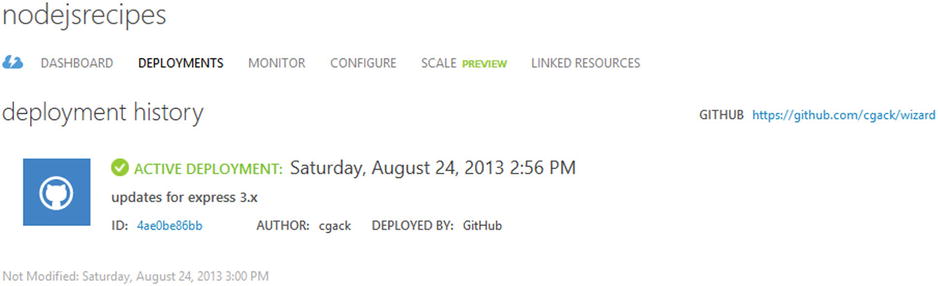 nodejsrecipes
DASHBOARD DEPLOYMENTS MONITOR CONFIGURE SCALE PREVIEW LINKED RESOURCES
deployment history
GITHUB https://github.com/cgack/wizard
ACTIVE DEPLOYMENT: Saturday, August 24, 2013 2:56 PM
updates for express 3.x
ID: 4ae0be86bb AUTHOR: cgack DEPLOYED BY: GitHub
Not Modified: Saturday, August 24, 2013 3:00 PM